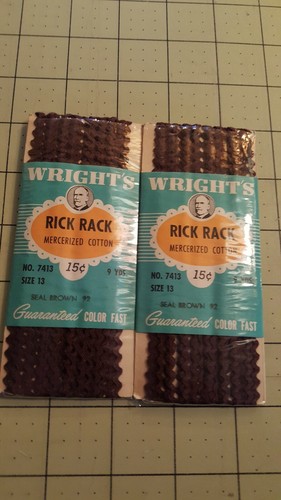 WRIGHT'S
RICK RACK
MERCERIZED COTTON
NO. 7413 15¢ 9 YDS.
SIZE 13
SEAL BROWN 92
Guaranteed COLOR FAST
WRIGHT'S
RICK RACK
MERCERIZED COTTON
NO. 7413 15¢
SIZE 13
SEAL BROWN 92
Guaranteed COLOR FAST